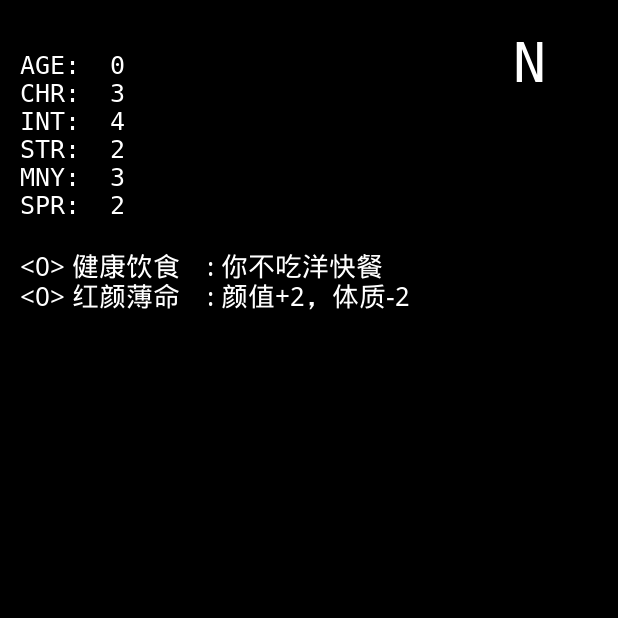 N
AGE: 0
CHR: 3
INT: 4
STR: 2
MNY: 3
SPR: 2
<O> 健康饮食 : 你不吃洋快餐
<O> 红颜薄命 : 颜值+2，体质-2